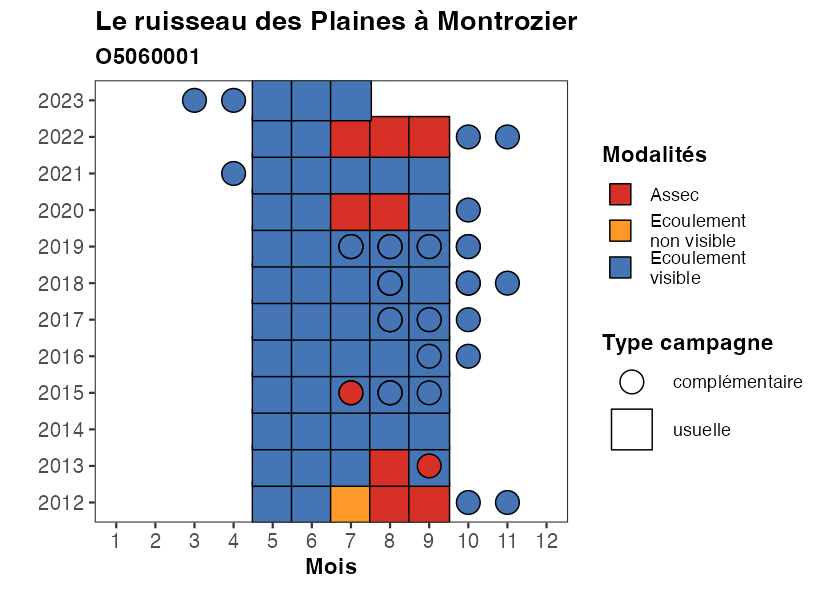 Le ruisseau des Plaines à Montrozier
O5060001
2023
2022
2021
2020
2019
2018
2017
2016
2015
2014
2013
2012
1 2 3 4 5 6 7 8 9 10 11 12
Mois
Modalités
Assec
Ecoulement
non visible
Ecoulement
visible
Type campagne
complémentaire
usuelle